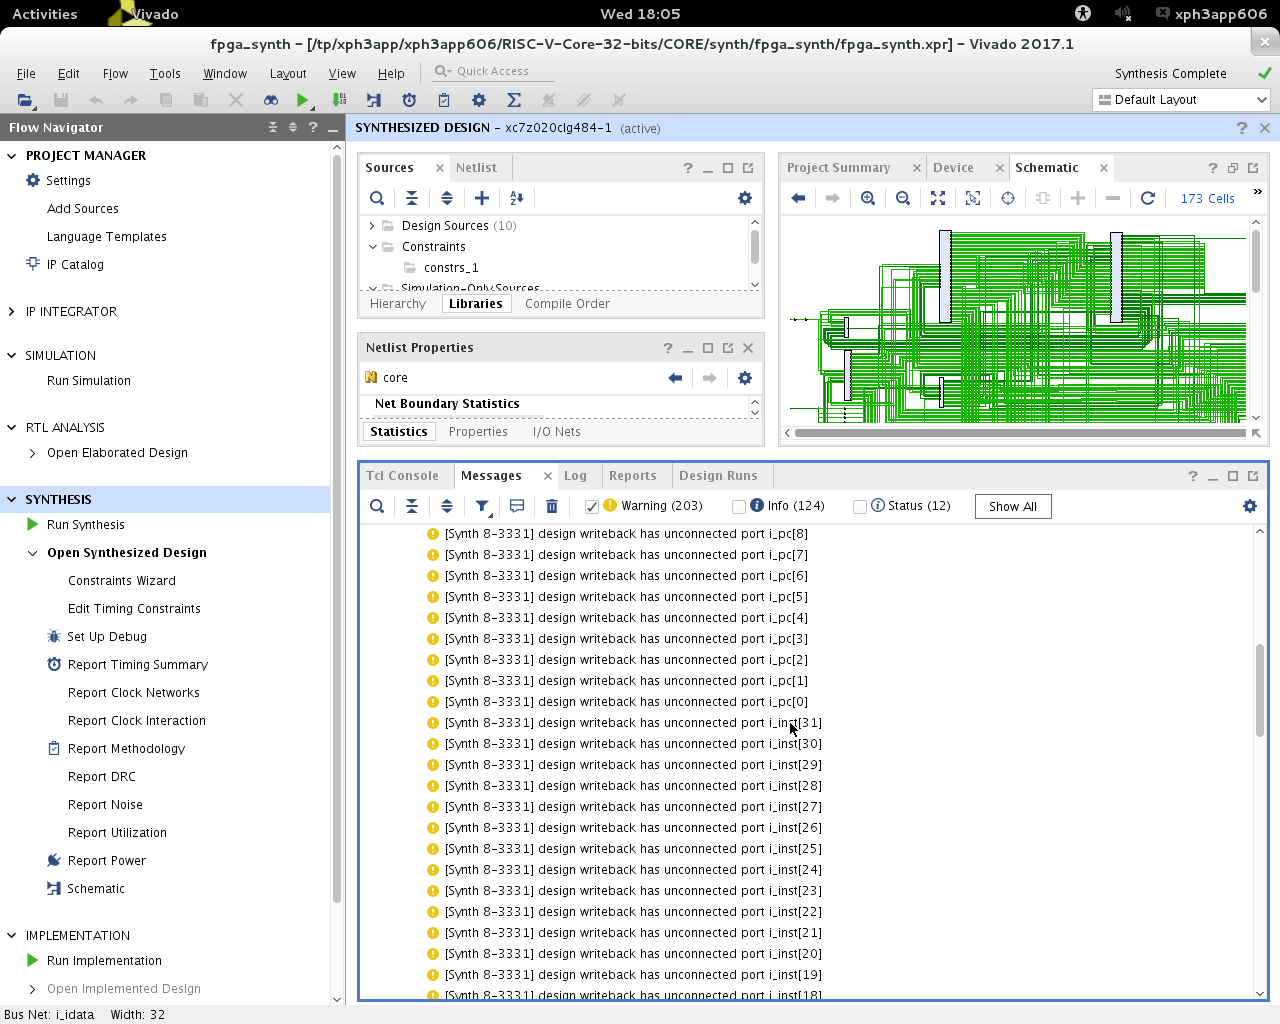 Activities Vivado Wed 18:05 xph3app606
fpga_synth – [/tp/xph3app/xph3app606/RISC-V-Core-32-bits/CORE/synth/fpga_synth/fpga_synth.xpr] – Vivado 2017.1
File Edit Flow Tools Window Layout View Help Quick Access Synthesis Complete
Default Layout
Flow Navigator
SYNTHESIZED DESIGN – xc7z020clg484-1 (active)
PROJECT MANAGER
Settings
Add Sources
Language Templates
IP Catalog
IP INTEGRATOR
SIMULATION
Run Simulation
RTL ANALYSIS
Open Elaborated Design
SYNTHESIS
Run Synthesis
Open Synthesized Design
Constraints Wizard
Edit Timing Constraints
Set Up Debug
Report Timing Summary
Report Clock Networks
Report Clock Interaction
Report Methodology
Report DRC
Report Noise
Report Utilization
Report Power
Schematic
IMPLEMENTATION
Run Implementation
Open Implemented Design
Sources Netlist
Design Sources (10)
Constraints
constrs_1
Simulation-Only Sources
Hierarchy Libraries Compile Order
Netlist Properties
core
Net Boundary Statistics
Statistics Properties I/O Nets
Project Summary Device Schematic
173 Cells
Tcl Console Messages Log Reports Design Runs
Warning (203) Info (124) Status (12) Show All
[Synth 8-3331] design writeback has unconnected port i_pc[8]
[Synth 8-3331] design writeback has unconnected port i_pc[7]
[Synth 8-3331] design writeback has unconnected port i_pc[6]
[Synth 8-3331] design writeback has unconnected port i_pc[5]
[Synth 8-3331] design writeback has unconnected port i_pc[4]
[Synth 8-3331] design writeback has unconnected port i_pc[3]
[Synth 8-3331] design writeback has unconnected port i_pc[2]
[Synth 8-3331] design writeback has unconnected port i_pc[1]
[Synth 8-3331] design writeback has unconnected port i_pc[0]
[Synth 8-3331] design writeback has unconnected port i_inst[31]
[Synth 8-3331] design writeback has unconnected port i_inst[30]
[Synth 8-3331] design writeback has unconnected port i_inst[29]
[Synth 8-3331] design writeback has unconnected port i_inst[28]
[Synth 8-3331] design writeback has unconnected port i_inst[27]
[Synth 8-3331] design writeback has unconnected port i_inst[26]
[Synth 8-3331] design writeback has unconnected port i_inst[25]
[Synth 8-3331] design writeback has unconnected port i_inst[24]
[Synth 8-3331] design writeback has unconnected port i_inst[23]
[Synth 8-3331] design writeback has unconnected port i_inst[22]
[Synth 8-3331] design writeback has unconnected port i_inst[21]
[Synth 8-3331] design writeback has unconnected port i_inst[20]
[Synth 8-3331] design writeback has unconnected port i_inst[19]
[Synth 8-3331] design writeback has unconnected port i_inst[18]
Bus Net: i_idata Width: 32